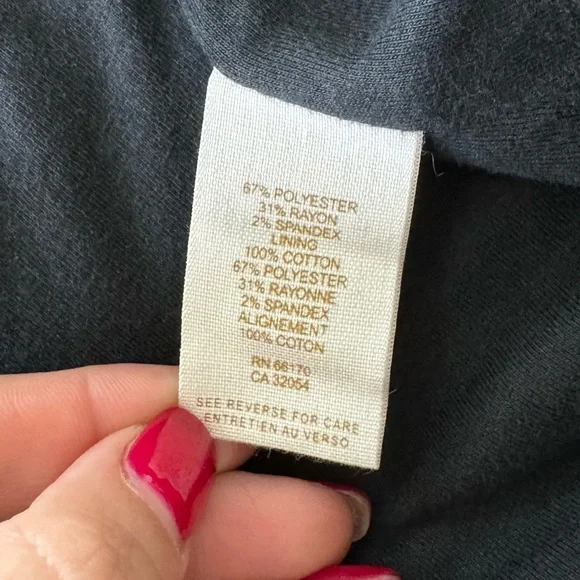 67% POLYESTER
31% RAYON
2% SPANDEX
LINING
100% COTTON
67% POLYESTER
31% RAYONNE
2% SPANDEX
ALIGNEMENT
100% COTON
RN 66170
CA 32054
SEE REVERSE FOR CARE
ENTRETIEN AU VERSO